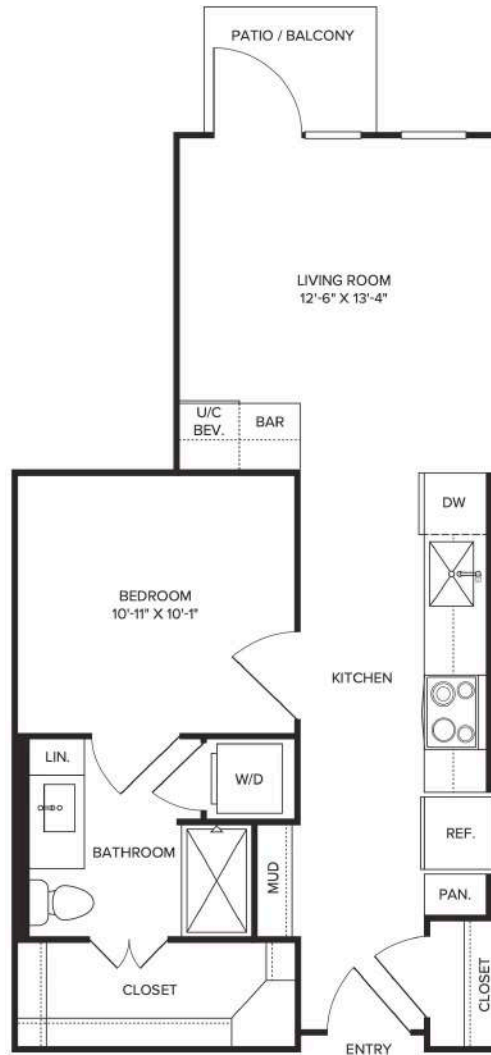 PATIO / BALCONY
LIVING ROOM
12'-6" X 13'-4"
U/C
BEV.
BAR
DW
BEDROOM
10'-11" X 10'-1"
KITCHEN
LIN.
W/D
REF.
BATHROOM
MUD
PAN.
CLOSET
CLOSET
ENTRY